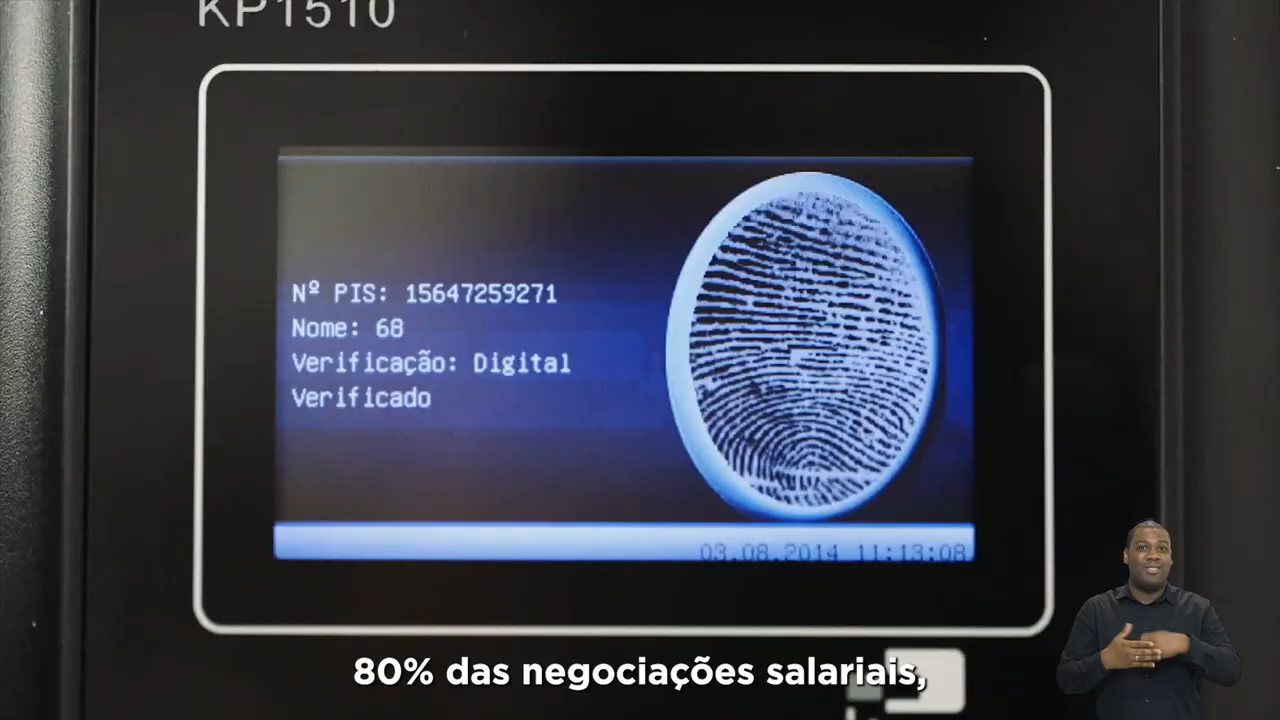 KP1510
Nº PIS: 15647259271
Nome: 68
Verificação: Digital
Verificado
03.08.2014 11:13:08
80% das negociações salariais,